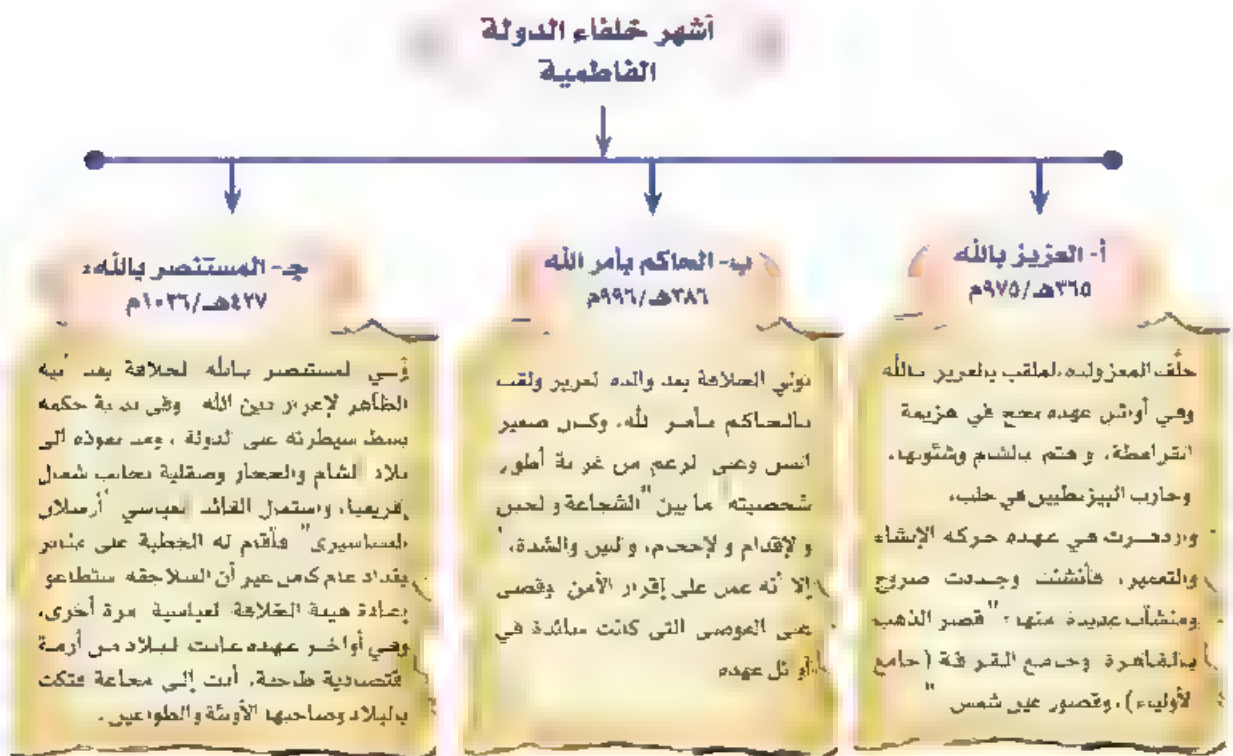 أشهر خلفاء الدولة
الفاطمية
أ- العزيز بالله
٣٦٥هـ/٩٧٥م
خلف المعز ولده الملقب بالعزيز بالله
وفي أوائل عهده نجح في هزيمة
القرامطة، واهتم بالشام وشئونها،
وحارب البيزنطيين في حلب،
وازدهرت في عهده حركة الإنشاء
والتعمير، فأنشئت وجددت صروح
ومنشآت عديدة منها: "قصر الذهب
بالقاهرة وجامع القرافة (جامع
الأولياء)، وقصور عين شمس"
ب- الحاكم بأمر الله
٣٨٦هـ/٩٩٦م
تولي الخلافة بعد والده العزيز ولقب
بالحاكم بأمر الله، وكان صغير
السن وعلى الرغم من غرابة أطوار
شخصيته ما بين "الشجاعة والجبن
والإقدام والإحجام، واللين والشدة،"
إلا أنه عمل على إقرار الأمن وقضى
على الفوضى التي كانت سائدة في
أوائل عهده
جـ- المستنصر بالله:
٤٢٧هـ/١٠٣٦م
ولي المستنصر بالله الخلافة بعد أبيه
الظاهر لإعزاز دين الله وفي بداية حكمه
بسط سيطرته على الدولة، ومد نفوذه الى
بلاد الشام والحجاز وصقلية بجانب شمال
إفريقيا، واستمال القائد العباسي "أرسلان
البساسيرى" فأقام له الخطبة على منابر
بغداد عام كامل غير أن السلاجقه استطاعو
إعادة هيبة الخلافة العباسية مرة أخرى،
وفي أواخر عهده عانت البلاد من أزمة
اقتصادية طاحنة، أدت إلى مجاعة فتكت
بالبلاد وصاحبها الأوبئة والطواعين.